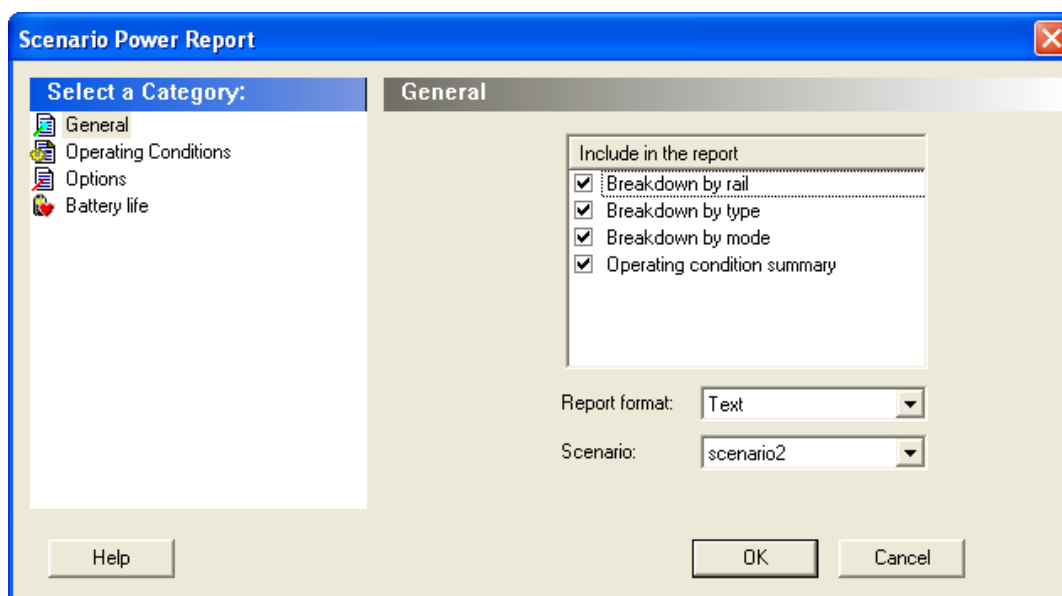 Scenario Power Report
Select a Category:
General
Operating Conditions
Options
Battery life
General
Include in the report
Breakdown by rail
Breakdown by type
Breakdown by mode
Operating condition summary
Report format: Text
Scenario: scenario2
Help
OK
Cancel